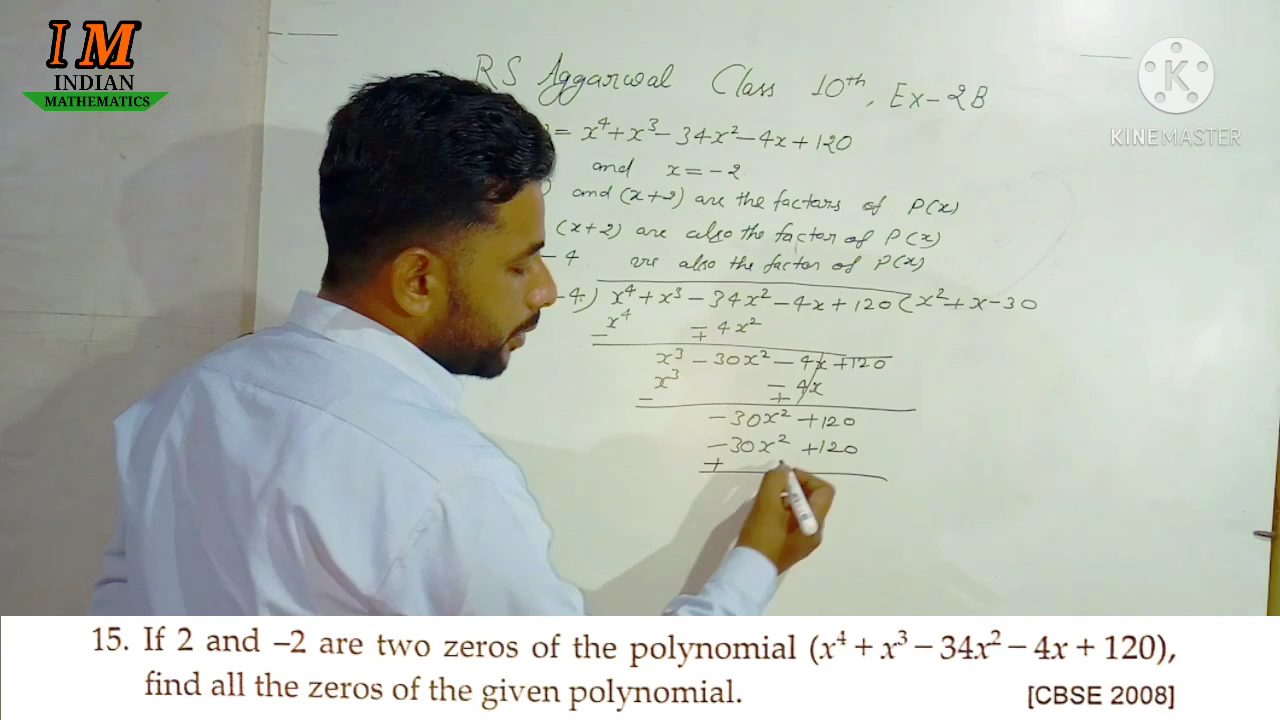 I M
INDIAN
MATHEMATICS
K
KINEMASTER
RS Aggarwal Class 10th, Ex-2B
= x⁴ + x³ - 34x² - 4x + 120
and x = -2
and (x+2) are the factors of P(x)
(x+2) are also the factor of P(x)
- 4 are also the factor of P(x)
-4) x⁴ + x³ - 34x² - 4x + 120 ( x² + x - 30
x⁴ - 4x²
- +
x³ - 30x² - 4x + 120
x³ - 4x
- +
-30x² + 120
-30x² + 120
+
15. If 2 and –2 are two zeros of the polynomial (x⁴ + x³ – 34x² – 4x + 120),
find all the zeros of the given polynomial. [CBSE 2008]